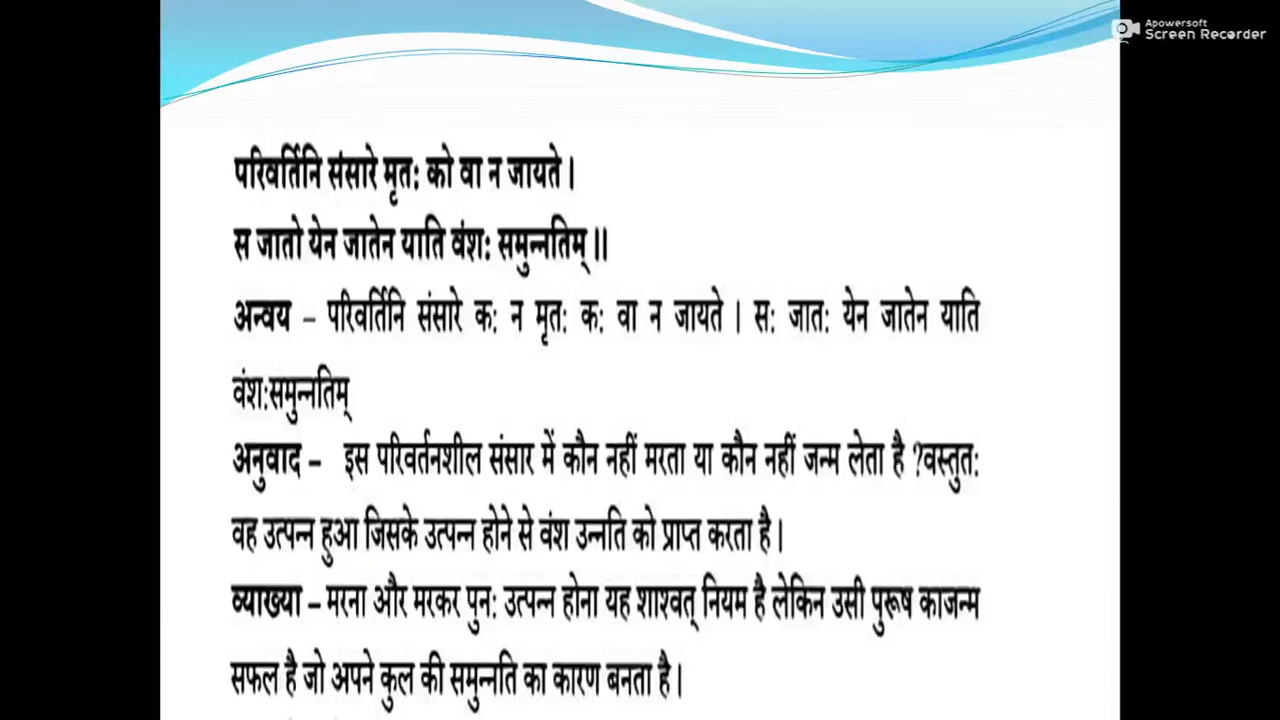 Apowersoft
Screen Recorder
परिवर्तिनि संसारे मृत: को वा न जायते।
स जातो येन जातेन याति वंश: समुन्नतिम्॥
अन्वय – परिवर्तिनि संसारे क: न मृत: क: वा न जायते । स: जात: येन जातेन याति
वंश:समुन्नतिम्
अनुवाद – इस परिवर्तनशील संसार में कौन नहीं मरता या कौन नहीं जन्म लेता है ?वस्तुत:
वह उत्पन्न हुआ जिसके उत्पन्न होने से वंश उन्नति को प्राप्त करता है।
व्याख्या – मरना और मरकर पुन: उत्पन्न होना यह शाश्वत् नियम है लेकिन उसी पुरूष काजन्म
सफल है जो अपने कुल की समुन्नति का कारण बनता है।